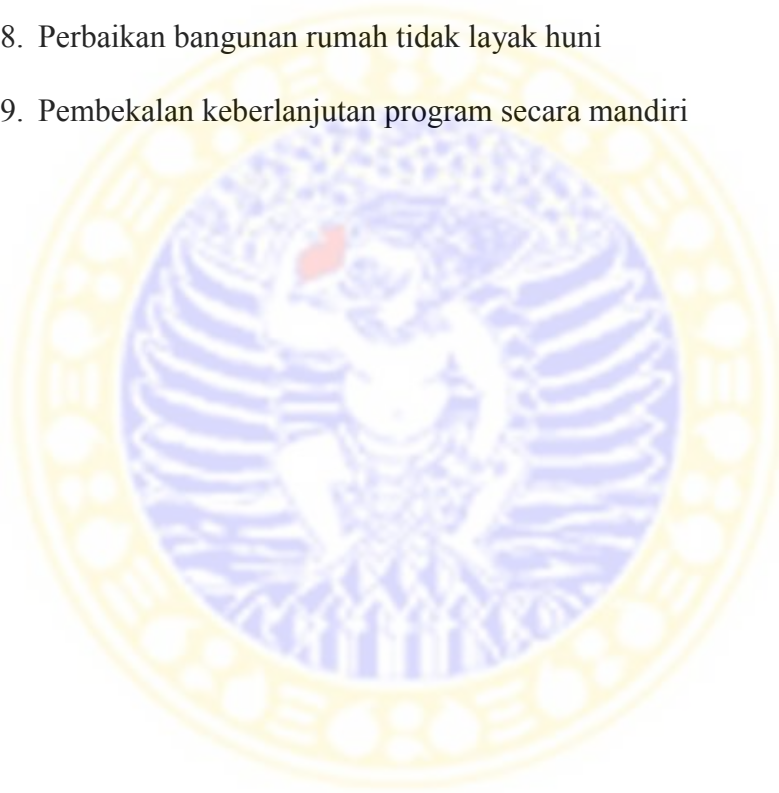 8. Perbaikan bangunan rumah tidak layak huni
9. Pembekalan keberlanjutan program secara mandiri